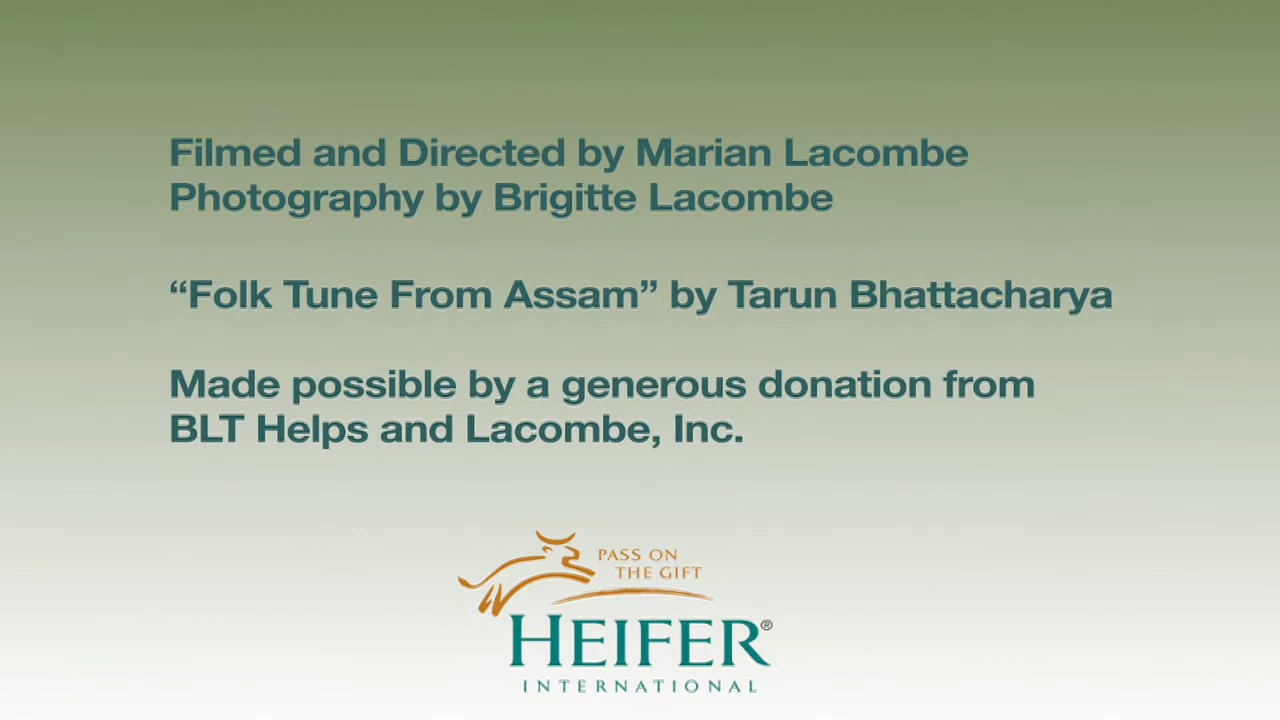 Filmed and Directed by Marian Lacombe
Photography by Brigitte Lacombe
“Folk Tune From Assam” by Tarun Bhattacharya
Made possible by a generous donation from
BLT Helps and Lacombe, Inc.
PASS ON
THE GIFT
HEIFER®
INTERNATIONAL